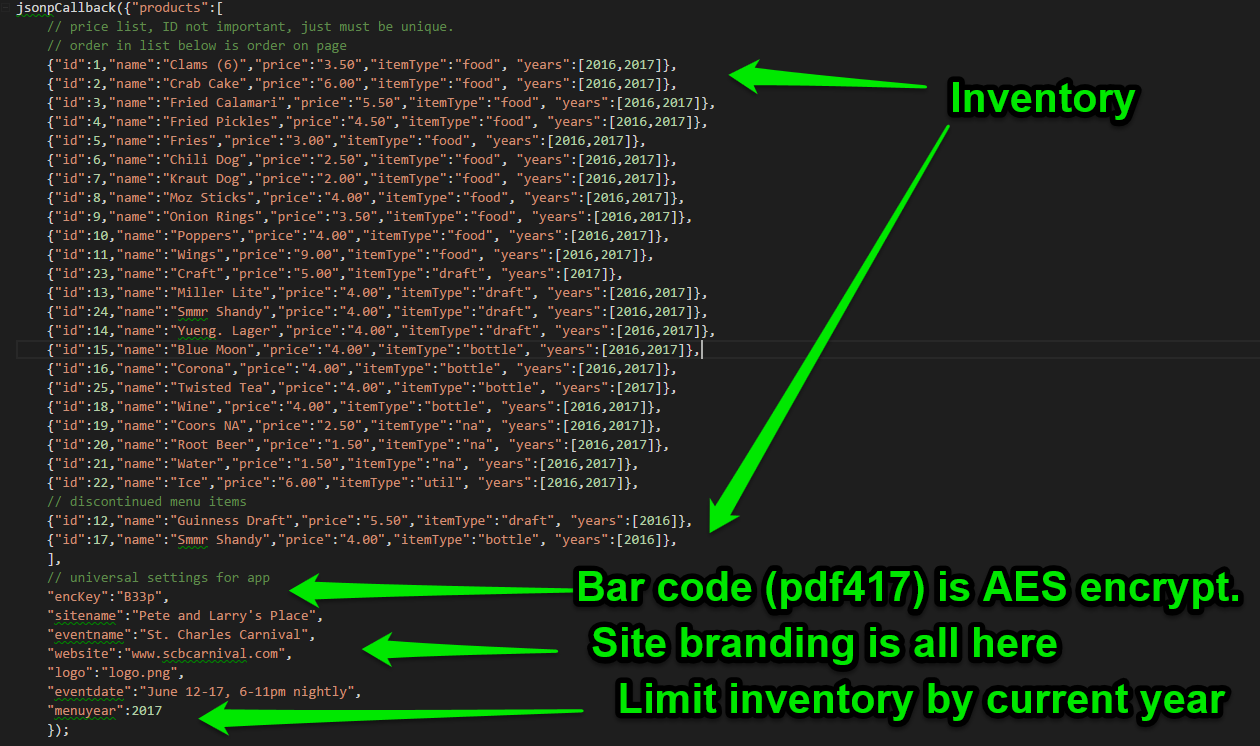 jsonpCallback({"products":[
// price list, ID not important, just must be unique.
// order in list below is order on page
{"id":1,"name":"Clams (6)","price":"3.50","itemType":"food", "years":[2016,2017]},
{"id":2,"name":"Crab Cake","price":"6.00","itemType":"food", "years":[2016,2017]},
{"id":3,"name":"Fried Calamari","price":"5.50","itemType":"food", "years":[2016,2017]},
{"id":4,"name":"Fried Pickles","price":"4.50","itemType":"food", "years":[2016,2017]},
{"id":5,"name":"Fries","price":"3.00","itemType":"food", "years":[2016,2017]},
{"id":6,"name":"Chili Dog","price":"2.50","itemType":"food", "years":[2016,2017]},
{"id":7,"name":"Kraut Dog","price":"2.00","itemType":"food", "years":[2016,2017]},
{"id":8,"name":"Moz Sticks","price":"4.00","itemType":"food", "years":[2016,2017]},
{"id":9,"name":"Onion Rings","price":"3.50","itemType":"food", "years":[2016,2017]},
{"id":10,"name":"Poppers","price":"4.00","itemType":"food", "years":[2016,2017]},
{"id":11,"name":"Wings","price":"9.00","itemType":"food", "years":[2016,2017]},
{"id":23,"name":"Craft","price":"5.00","itemType":"draft", "years":[2017]},
{"id":13,"name":"Miller Lite","price":"4.00","itemType":"draft", "years":[2016,2017]},
{"id":24,"name":"Smmr Shandy","price":"4.00","itemType":"draft", "years":[2016,2017]},
{"id":14,"name":"Yueng. Lager","price":"4.00","itemType":"draft", "years":[2016,2017]},
{"id":15,"name":"Blue Moon","price":"4.00","itemType":"bottle", "years":[2016,2017]},
{"id":16,"name":"Corona","price":"4.00","itemType":"bottle", "years":[2016,2017]},
{"id":25,"name":"Twisted Tea","price":"4.00","itemType":"bottle", "years":[2017]},
{"id":18,"name":"Wine","price":"4.00","itemType":"bottle", "years":[2016,2017]},
{"id":19,"name":"Coors NA","price":"2.50","itemType":"na", "years":[2016,2017]},
{"id":20,"name":"Root Beer","price":"1.50","itemType":"na", "years":[2016,2017]},
{"id":21,"name":"Water","price":"1.50","itemType":"na", "years":[2016,2017]},
{"id":22,"name":"Ice","price":"6.00","itemType":"util", "years":[2016,2017]},
// discontinued menu items
{"id":12,"name":"Guinness Draft","price":"5.50","itemType":"draft", "years":[2016]},
{"id":17,"name":"Smmr Shandy","price":"4.00","itemType":"bottle", "years":[2016]},
],
// universal settings for app
"encKey":"B33p",
"sitename":"Pete and Larry's Place",
"eventname":"St. Charles Carnival",
"website":"www.scbcarnival.com",
"logo":"logo.png",
"eventdate":"June 12-17, 6-11pm nightly",
"menuyear":2017
});
Inventory
Bar code (pdf417) is AES encrypt.
Site branding is all here
Limit inventory by current year